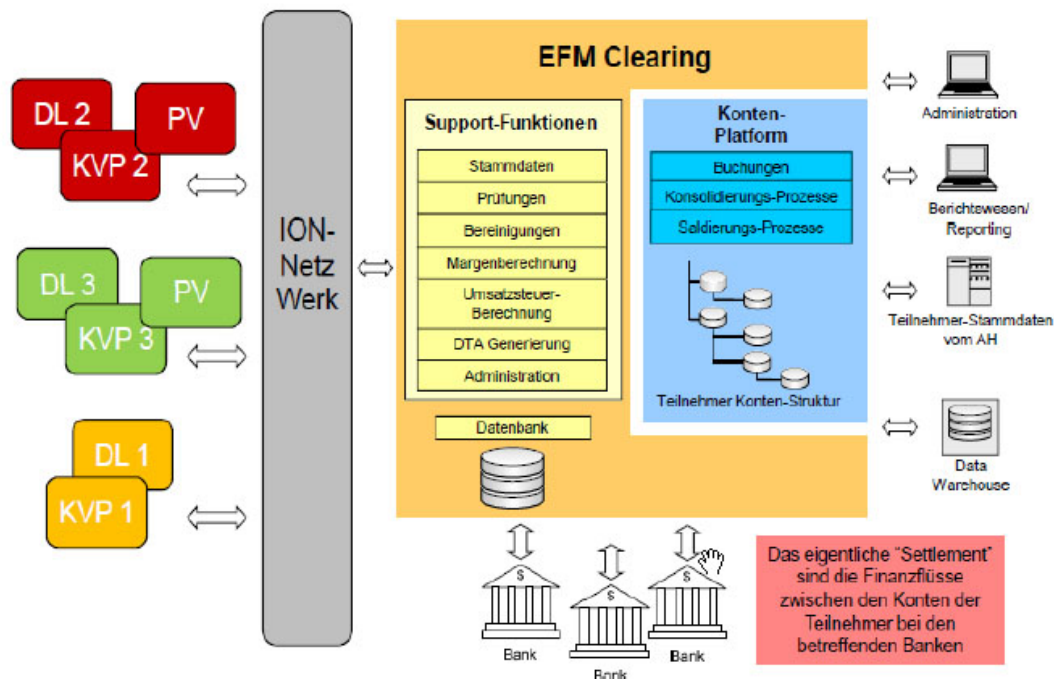 DL 2
PV
KVP 2
DL 3
PV
KVP 3
DL 1
KVP 1
ION-
Netz
Werk
EFM Clearing
Support-Funktionen
Stammdaten
Prüfungen
Bereinigungen
Margenberechnung
Umsatzsteuer-
Berechnung
DTA Generierung
Administration
Datenbank
Konten-
Platform
Buchungen
Konsolidierungs-Prozesse
Saldierungs-Prozesse
Teilnehmer Konten-Struktur
Administration
Berichtswesen/
Reporting
Teilnehmer-Stammdaten
vom AH
Data
Warehouse
$
Bank
$
Bank
$
Bank
Das eigentliche "Settlement"
sind die Finanzflüsse
zwischen den Konten der
Teilnehmer bei den
betreffenden Banken